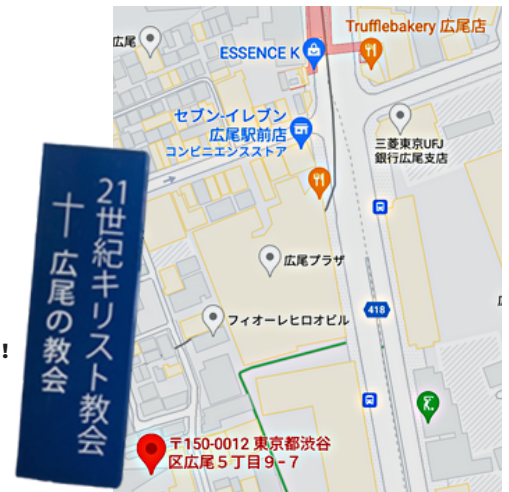 21世紀キリスト教会
十 広尾の教会
!
広尾
ESSENCE K
Trufflebakery 広尾店
セブン-イレブン
広尾駅前店
コンビニエンスストア
三菱東京UFJ
銀行広尾支店
広尾プラザ
418
フィオーレヒロオビル
〒150-0012 東京都渋谷
区広尾5丁目9-7